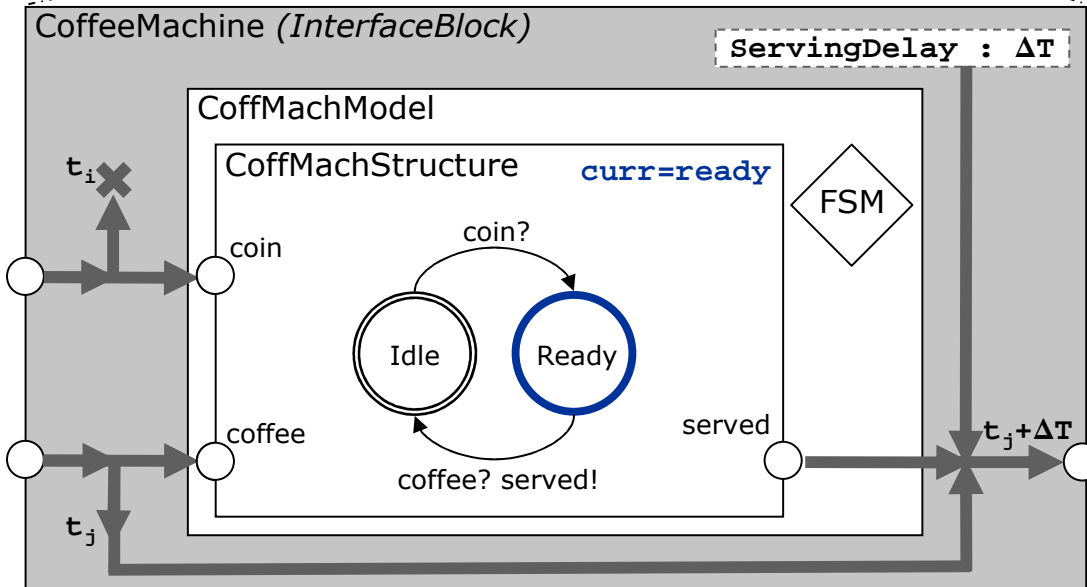 CoffeeMachine (InterfaceBlock)
ServingDelay : ΔT
CoffMachModel
CoffMachStructure
curr=ready
FSM
tᵢ
coin
coin?
Idle
Ready
coffee
served
coffee? served!
tⱼ+ΔT
tⱼ